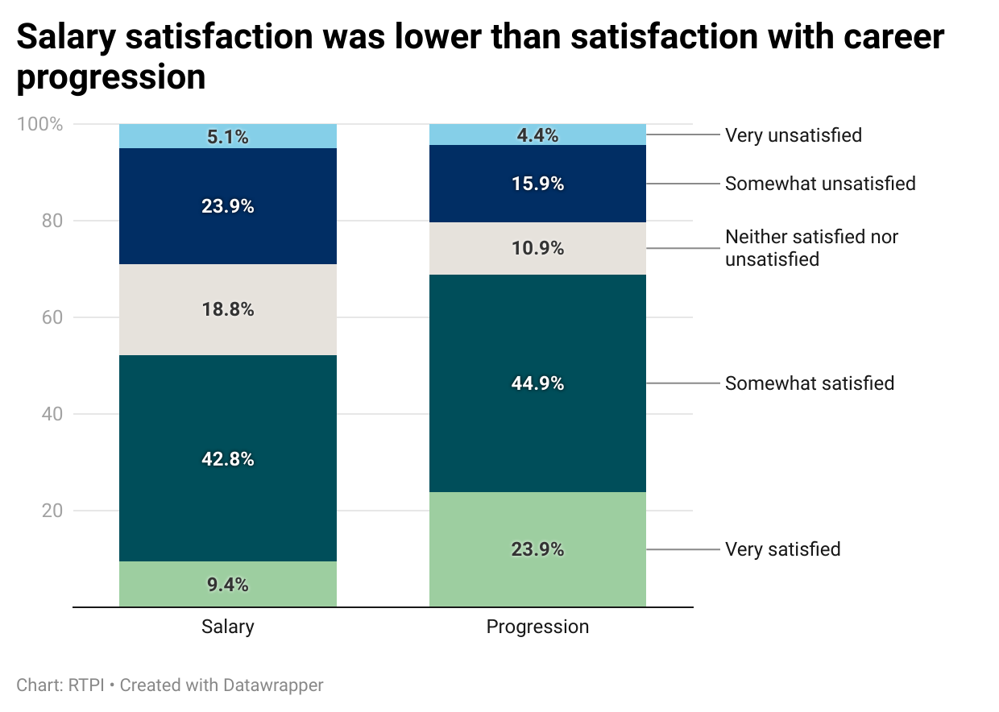 Salary satisfaction was lower than satisfaction with career
progression
100%
80
60
40
20
5.1%
23.9%
18.8%
42.8%
9.4%
4.4%
15.9%
10.9%
44.9%
23.9%
Very unsatisfied
Somewhat unsatisfied
Neither satisfied nor
unsatisfied
Somewhat satisfied
Very satisfied
Salary
Progression
Chart: RTPI • Created with Datawrapper